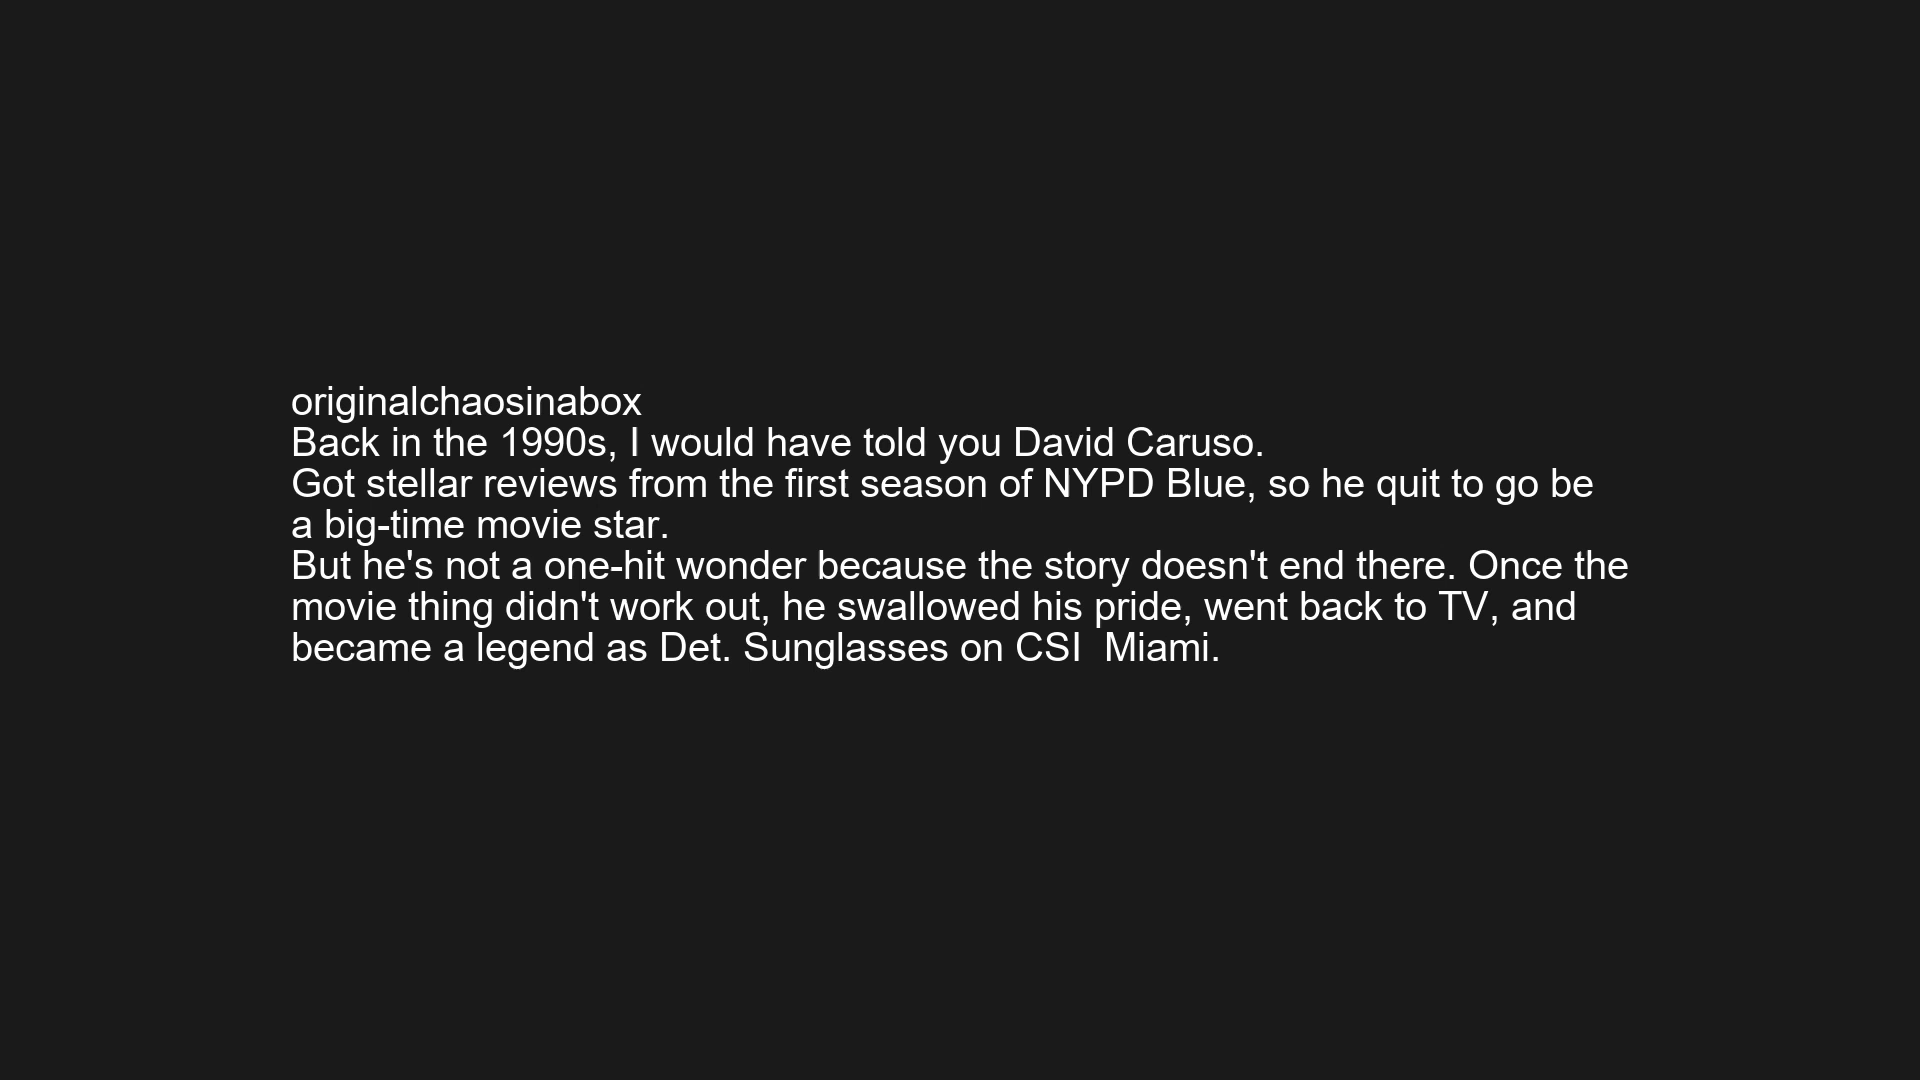 originalchaosinabox
Back in the 1990s, I would have told you David Caruso.
Got stellar reviews from the first season of NYPD Blue, so he quit to go be
a big-time movie star.
But he's not a one-hit wonder because the story doesn't end there. Once the
movie thing didn't work out, he swallowed his pride, went back to TV, and
became a legend as Det. Sunglasses on CSI  Miami.